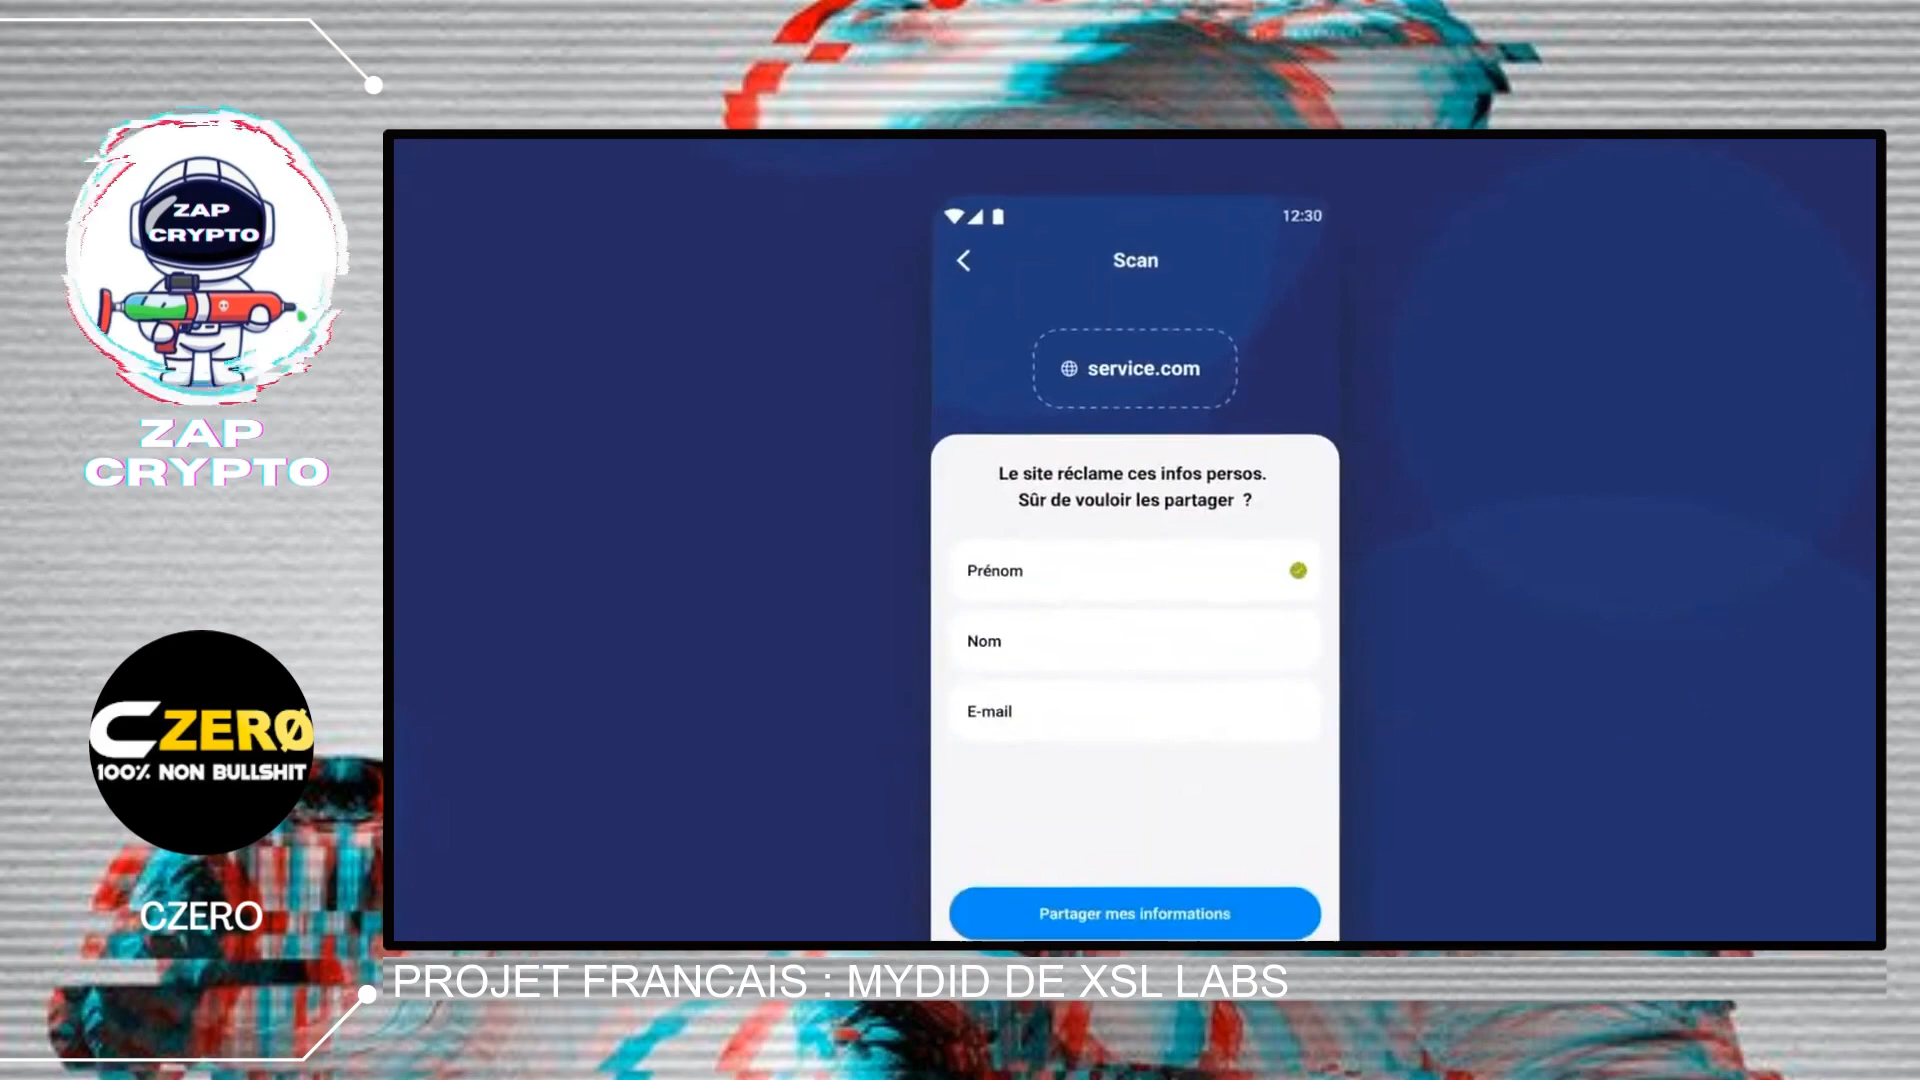 ZAP
CRYPTO
ZAP
CRYPTO
CZERØ
100% NON BULLSHIT
CZERO
12:30
Scan
service.com
Le site réclame ces infos persos.
Sûr de vouloir les partager ?
Prénom
Nom
E-mail
Partager mes informations
PROJET FRANCAIS : MYDID DE XSL LABS